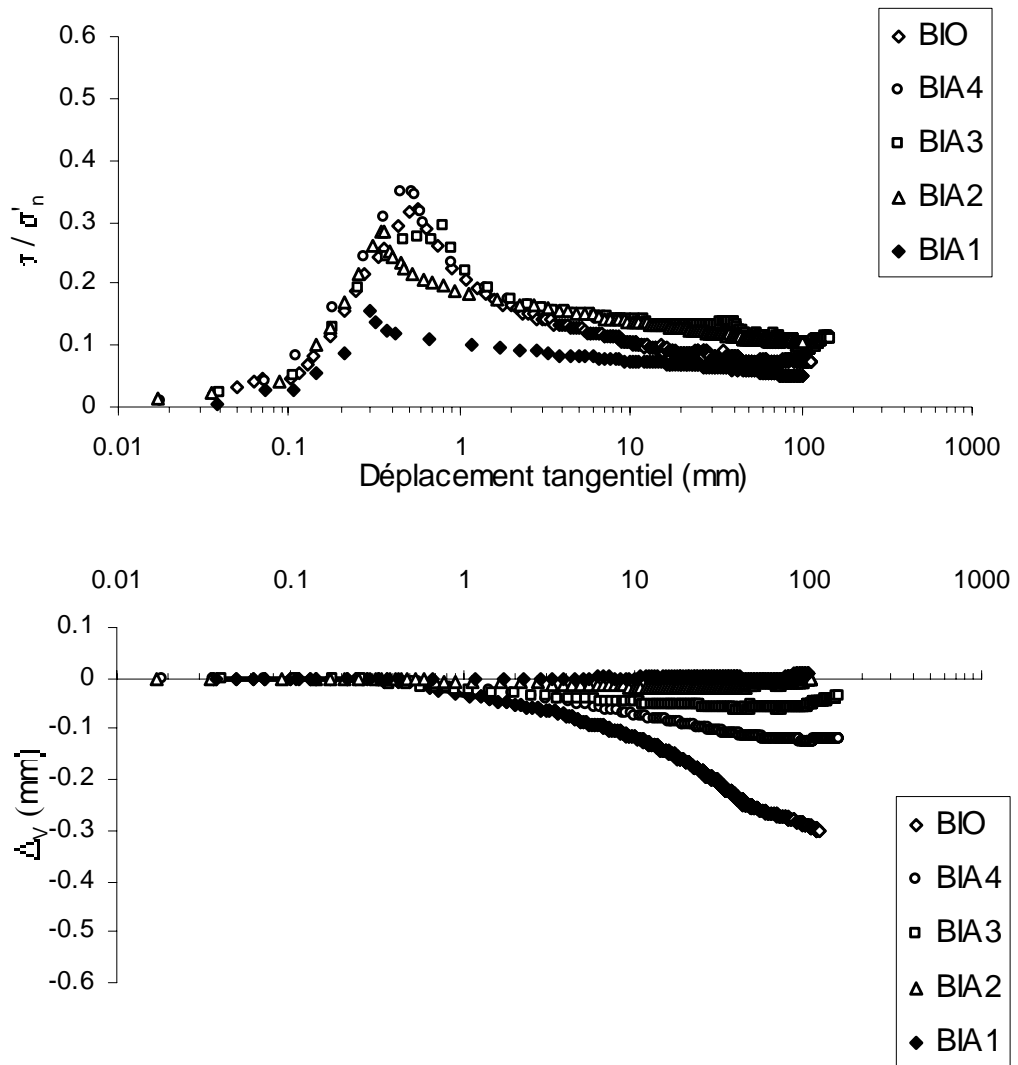 0.6
0.5
0.4
0.3
0.2
0.1
0
τ / σ'n
0.01 0.1 1 10 100 1000
Déplacement tangentiel (mm)
BIO
BIA4
BIA3
BIA2
BIA1
0.01 0.1 1 10 100 1000
0.1
0
-0.1
-0.2
-0.3
-0.4
-0.5
-0.6
Δv (mm)
BIO
BIA4
BIA3
BIA2
BIA1